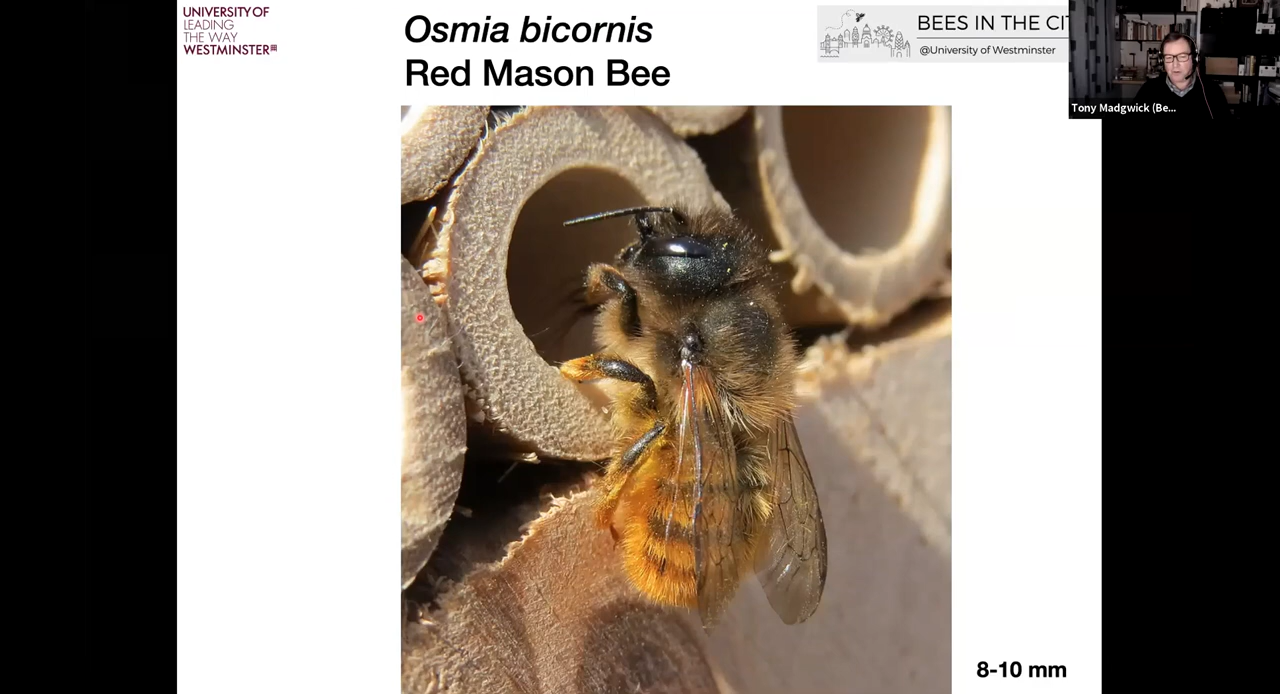 UNIVERSITY OF
LEADING
THE WAY
WESTMINSTER
Osmia bicornis
Red Mason Bee
BEES IN THE CIT
@University of Westminster
Tony Madgwick (Be...
8-10 mm